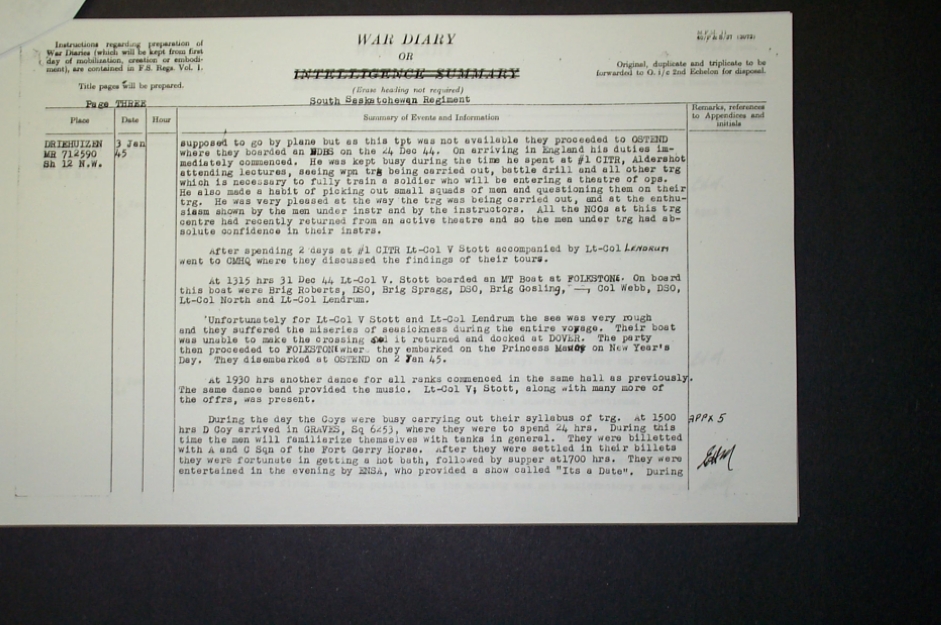 Instructions regarding preparation of
War Diaries (which will be kept from first
day of mobilization, creation or embodi-
ment), are contained in F.S. Regs. Vol. 1.
Title pages will be prepared.
WAR DIARY
OR
INTELLIGENCE SUMMARY
(Erase heading not required)
Original, duplicate and triplicate to be
forwarded to O. i/c 2nd Echelon for disposal.
Page THREE
South Saskatchewan Regiment
Place Date Hour Summary of Events and Information Remarks, references
to Appendices and
initials
DRIEHUIZEN 3 Jan
MR 712590 45
Sh 12 N.W.
supposed to go by plane but as this tpt was not available they proceeded to OSTEND
where they boarded an MDBS on the 24 Dec 44. On arriving in England his duties im-
mediately commenced. He was kept busy during the time he spent at #1 CITR, Aldershot
attending lectures, seeing wpn trg being carried out, battle drill and all other trg
which is necessary to fully train a soldier who will be entering a theatre of ops.
He also made a habit of picking out small squads of men and questioning them on their
trg. He was very pleased at the way the trg was being carried out, and at the enthu-
siasm shown by the men under instr and by the instructors. All the NCOs at this trg
centre had recently returned from an active theatre and so the men under trg had ab-
solute confidence in their instrs.
After spending 2 days at #1 CITR Lt-Col V Stott accompanied by Lt-Col LENDRUM
went to CMHQ where they discussed the findings of their tours.
At 1315 hrs 31 Dec 44 Lt-Col V. Stott boarded an MT Boat at FOLKSTONE. On board
this boat were Brig Roberts, DSO, Brig Spragg, DSO, Brig Gosling, Col Webb, DSO,
Lt-Col North and Lt-Col Lendrum.
Unfortunately for Lt-Col V Stott and Lt-Col Lendrum the sea was very rough
and they suffered the miseries of seasickness during the entire voyage. Their boat
was unable to make the crossing and it returned and docked at DOVER. The party
then proceeded to FOLKSTONE wher they embarked on the Princess on New Year's
Day. They disembarked at OSTEND on 2 Jan 45.
At 1930 hrs another dance for all ranks commenced in the same hall as previously.
The same dance band provided the music. Lt-Col V. Stott, along with many more of
the offrs, was present.
During the day the Coys were busy carrying out their syllabus of trg. At 1500 APPX 5
hrs D Coy arrived in GRAVES, Sq 6253, where they were to spend 24 hrs. During this
time the men will familiarize themselves with tanks in general. They were billetted
with A and C Sqn of the Fort Garry Horse. After they were settled in their billets
they were fortunate in getting a hot bath, followed by supper at1700 hrs. They were
entertained in the evening by ENSA, who provided a show called "Its a Date". During